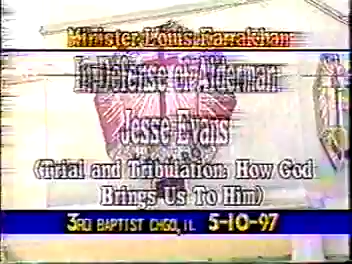 Minister Louis Farrakhan
In Defense of Alderman
Jesse Evans
(Trial and Tribulation: How God
Brings Us To Him)
3RD BAPTIST CHGO, IL 5-10-97